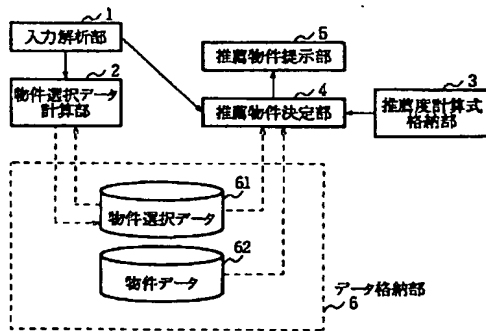 1
入力解析部
2
物件選択データ
計算部
5
推薦物件提示部
4
推薦物件決定部
3
推薦度計算式
格納部
61
物件選択データ
62
物件データ
データ格納部
6